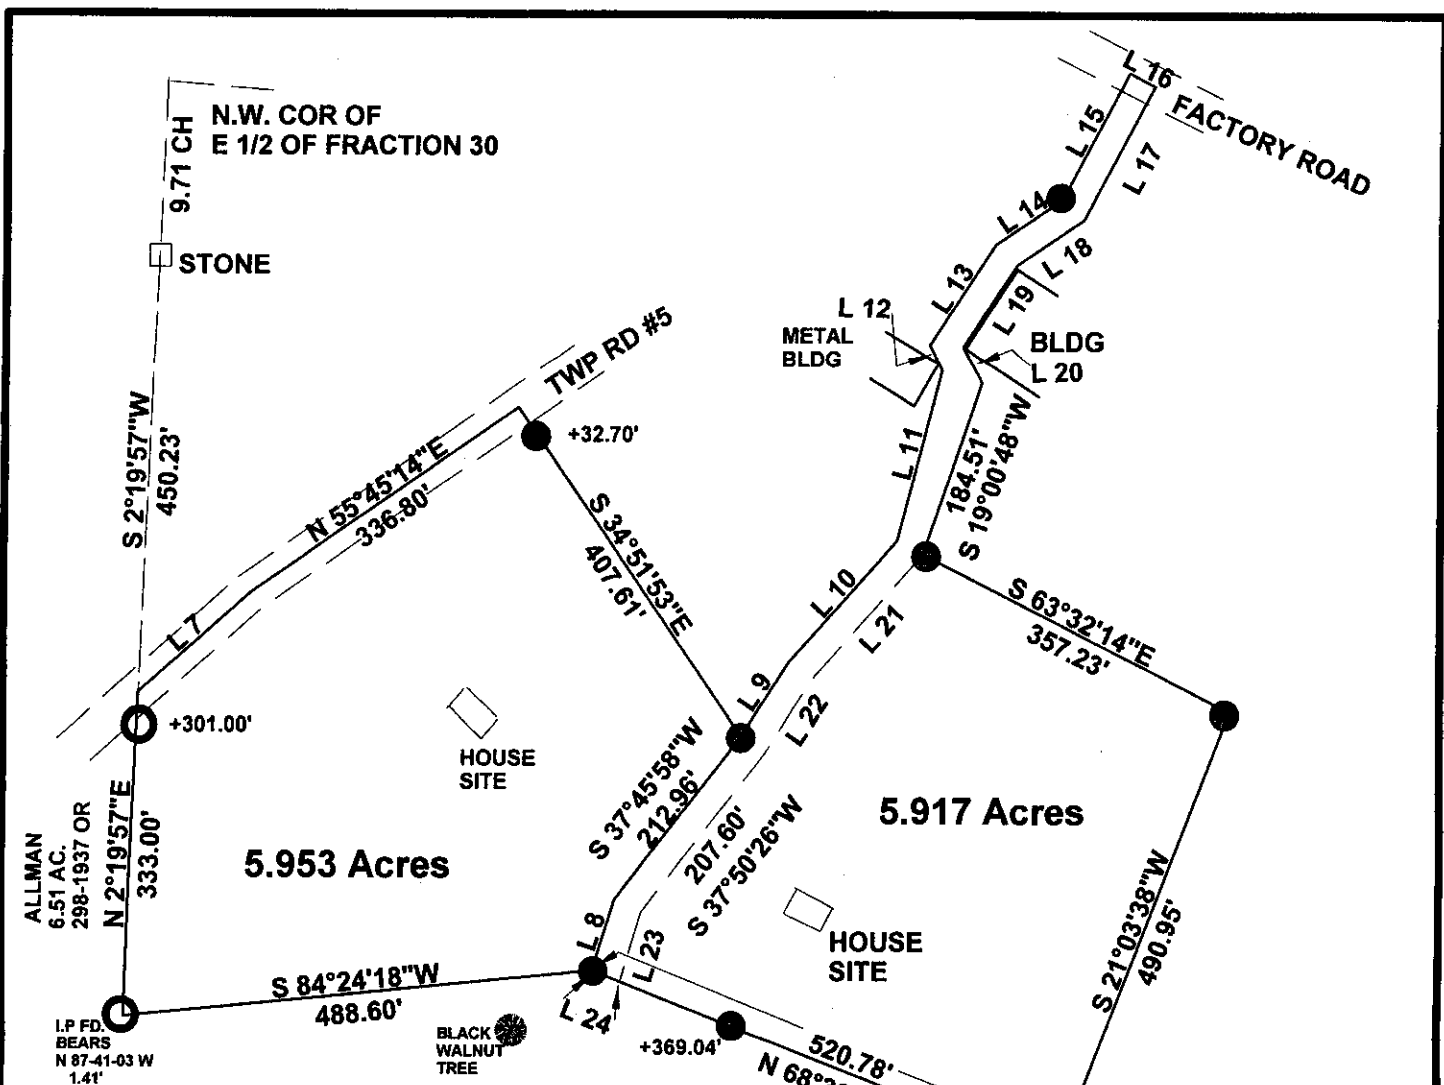 L 16
FACTORY ROAD
N.W. COR OF
E 1/2 OF FRACTION 30
9.71 CH
L 15
L 17
L 14
L 18
STONE
L 13
L 19
L 12
METAL
BLDG
BLDG
L 20
TWP RD #5
S 2°19'57"W
450.23'
+32.70'
N 55°45'14"E
336.80'
L 11
184.51'
S 19°00'48"W
S 34°51'53"E
407.61'
L 10
L 21
S 63°32'14"E
357.23'
L 7
L 9
L 22
+301.00'
HOUSE
SITE
S 37°45'58"W
212.96'
207.60'
S 37°50'26"W
5.917 Acres
ALLMAN
6.51 AC.
298-1937 OR
N 2°19'57"E
333.00'
5.953 Acres
L 8
L 23
HOUSE
SITE
S 21°03'38"W
490.95'
S 84°24'18"W
488.60'
L 24
I.P FD.
BEARS
N 87-41-03 W
1.41'
BLACK
WALNUT
TREE
+369.04'
520.78'
N 68°